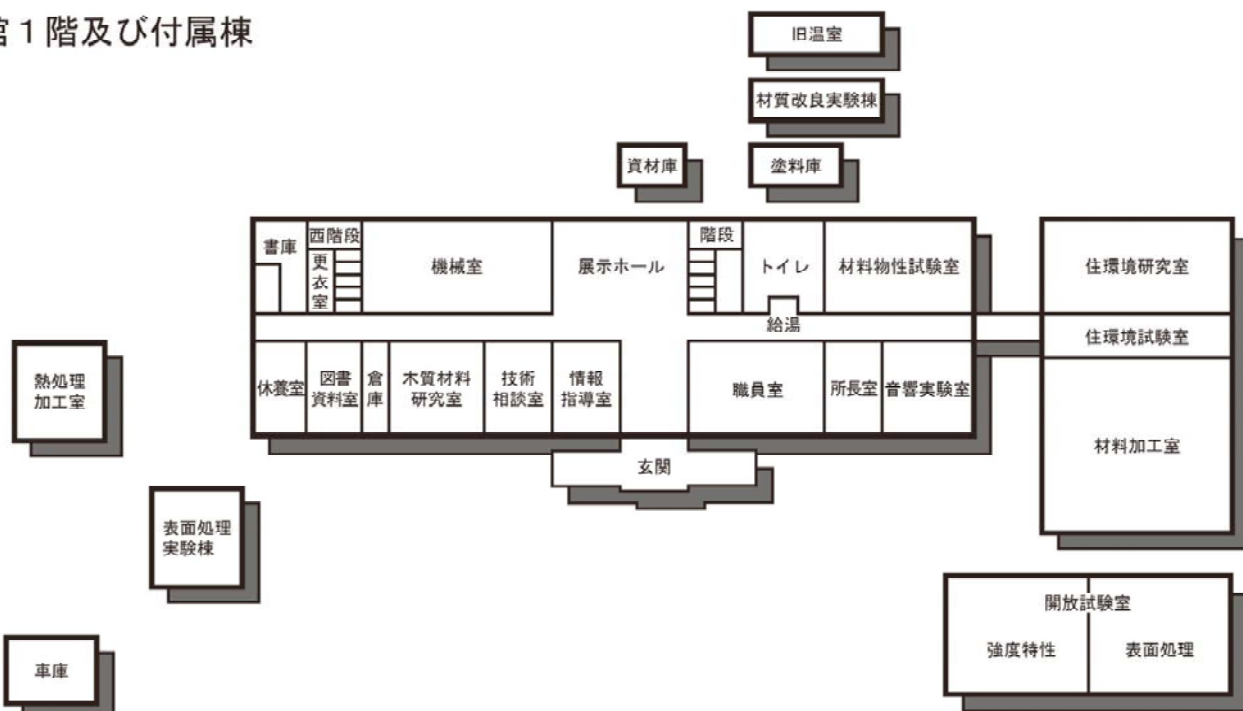 館1階及び付属棟
旧温室
材質改良実験棟
資材庫
塗料庫
書庫
西階段
更衣室
機械室
展示ホール
階段
トイレ
材料物性試験室
住環境研究室
給湯
住環境試験室
熱処理
加工室
休養室
図書
資料室
倉庫
木質材料
研究室
技術
相談室
情報
指導室
職員室
所長室
音響実験室
材料加工室
玄関
表面処理
実験棟
開放試験室
強度特性
表面処理
車庫